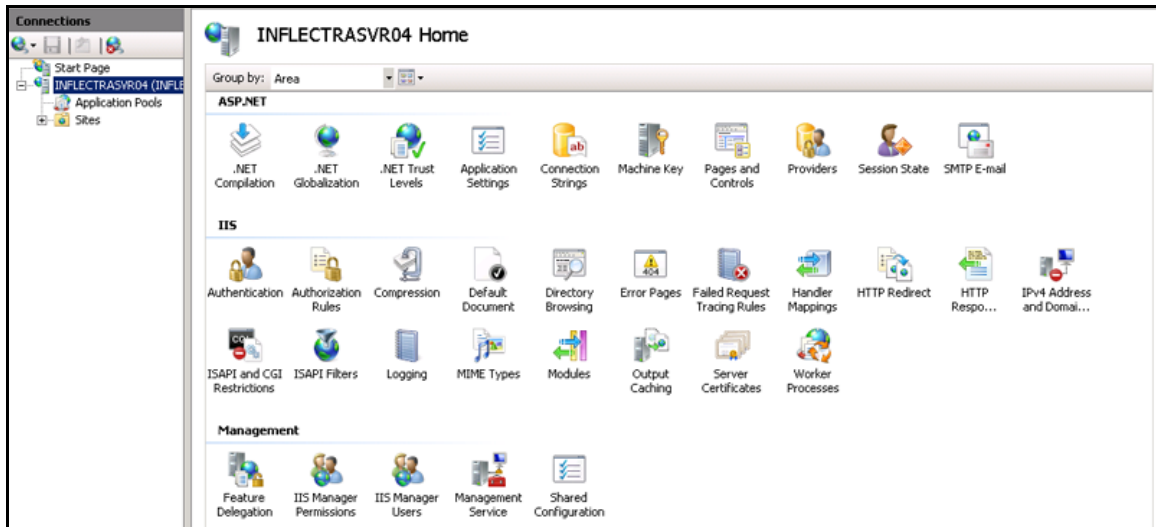 Connections
Start Page
INFLECTRASVR04 (INFLE
Application Pools
Sites
INFLECTRASVR04 Home
Group by: Area
ASP.NET
.NET Compilation
.NET Globalization
.NET Trust Levels
Application Settings
Connection Strings
Machine Key
Pages and Controls
Providers
Session State
SMTP E-mail
IIS
Authentication
Authorization Rules
Compression
Default Document
Directory Browsing
Error Pages
Failed Request Tracing Rules
Handler Mappings
HTTP Redirect
HTTP Respo...
IPv4 Address and Domai...
ISAPI and CGI Restrictions
ISAPI Filters
Logging
MIME Types
Modules
Output Caching
Server Certificates
Worker Processes
Management
Feature Delegation
IIS Manager Permissions
IIS Manager Users
Management Service
Shared Configuration